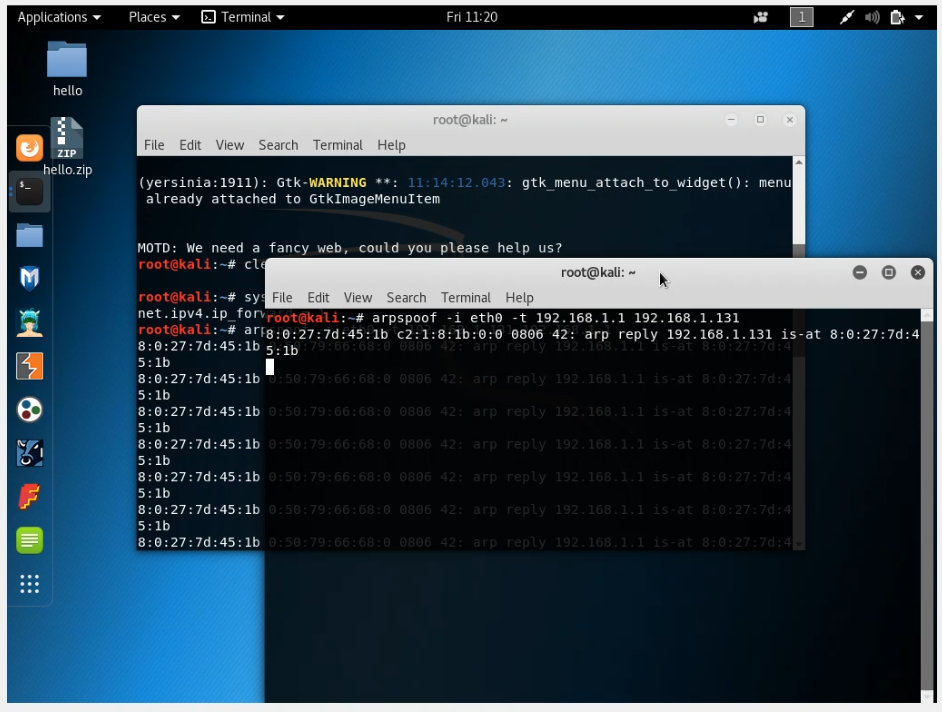 Applications Places Terminal Fri 11:20 1
hello
ZIP
hello.zip
root@kali: ~
File Edit View Search Terminal Help
(yersinia:1911): Gtk-WARNING **: 11:14:12.043: gtk_menu_attach_to_widget(): menu
already attached to GtkImageMenuItem
MOTD: We need a fancy web, could you please help us?
root@kali:~# cle
root@kali:~# sys
net.ipv4.ip_forw
root@kali:~# arp
8:0:27:7d:45:1b 0:50:79:66:68:0 0806 42: arp reply 192.168.1.1 is-at 8:0:27:7d:4
5:1b
8:0:27:7d:45:1b 0:50:79:66:68:0 0806 42: arp reply 192.168.1.1 is-at 8:0:27:7d:4
5:1b
8:0:27:7d:45:1b 0:50:79:66:68:0 0806 42: arp reply 192.168.1.1 is-at 8:0:27:7d:4
5:1b
8:0:27:7d:45:1b 0:50:79:66:68:0 0806 42: arp reply 192.168.1.1 is-at 8:0:27:7d:4
5:1b
8:0:27:7d:45:1b 0:50:79:66:68:0 0806 42: arp reply 192.168.1.1 is-at 8:0:27:7d:4
5:1b
8:0:27:7d:45:1b 0:50:79:66:68:0 0806 42: arp reply 192.168.1.1 is-at 8:0:27:7d:4
5:1b
8:0:27:7d:45:1b 0:50:79:66:68:0 0806 42: arp reply 192.168.1.1 is-at 8:0:27:7d:4
root@kali: ~
File Edit View Search Terminal Help
root@kali:~# arpspoof -i eth0 -t 192.168.1.1 192.168.1.131
8:0:27:7d:45:1b c2:1:8:1b:0:0 0806 42: arp reply 192.168.1.131 is-at 8:0:27:7d:4
5:1b